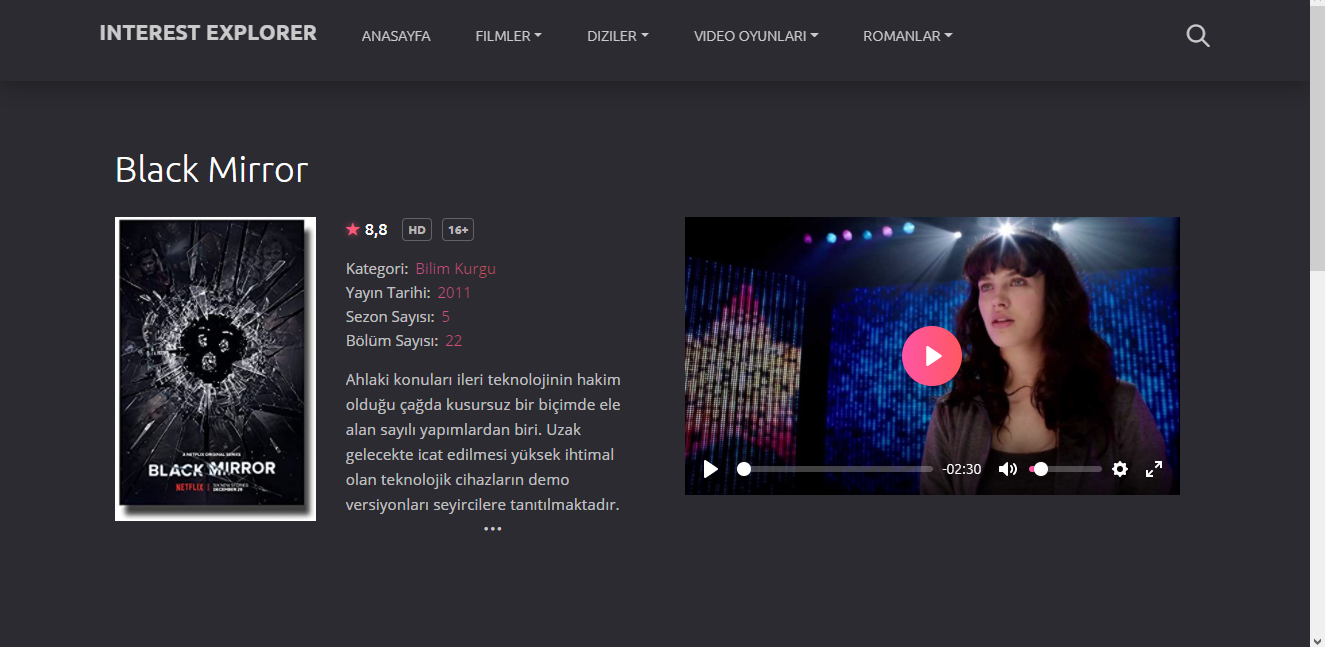 INTEREST EXPLORER
ANASAYFA
FILMLER
DIZILER
VIDEO OYUNLARI
ROMANLAR
Black Mirror
A NETFLIX ORIGINAL SERIES
BLACK MIRROR
NETFLIX | SIX NEW STORIES
DECEMBER 29
8,8 HD 16+
Kategori: Bilim Kurgu
Yayın Tarihi: 2011
Sezon Sayısı: 5
Bölüm Sayısı: 22
Ahlaki konuları ileri teknolojinin hakim
olduğu çağda kusursuz bir biçimde ele
alan sayılı yapımlardan biri. Uzak
gelecekte icat edilmesi yüksek ihtimal
olan teknolojik cihazların demo
versiyonları seyircilere tanıtılmaktadır.
-02:30